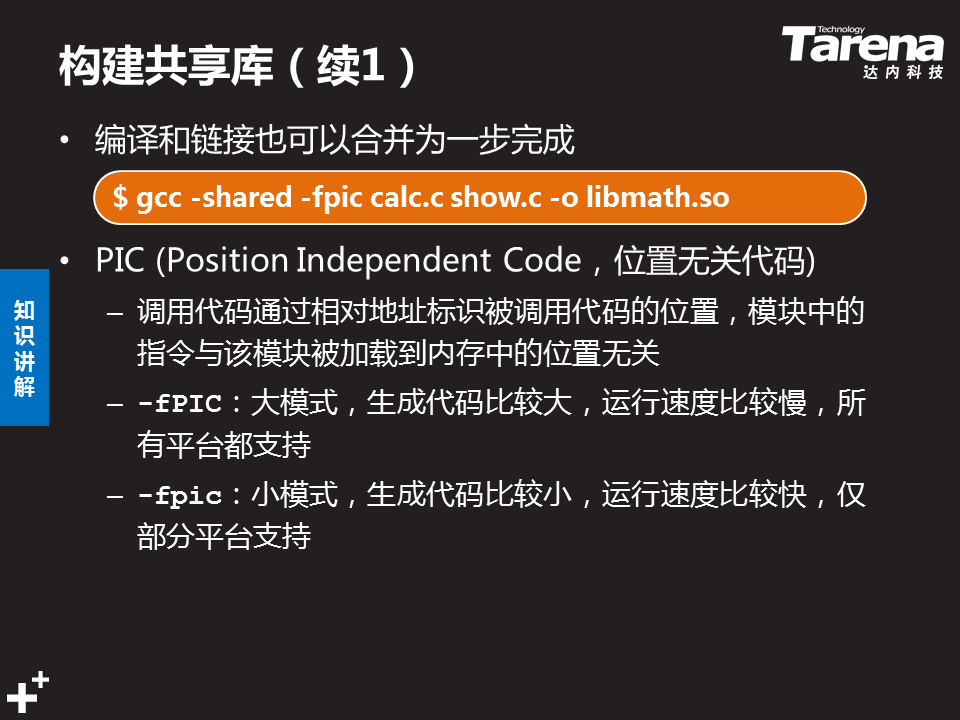 构建共享库（续1）
Technology
Tarena
达内科技
• 编译和链接也可以合并为一步完成
$ gcc -shared -fpic calc.c show.c -o libmath.so
• PIC (Position Independent Code，位置无关代码)
– 调用代码通过相对地址标识被调用代码的位置，模块中的
指令与该模块被加载到内存中的位置无关
– -fPIC：大模式，生成代码比较大，运行速度比较慢，所
有平台都支持
– -fpic：小模式，生成代码比较小，运行速度比较快，仅
部分平台支持
知
识
讲
解